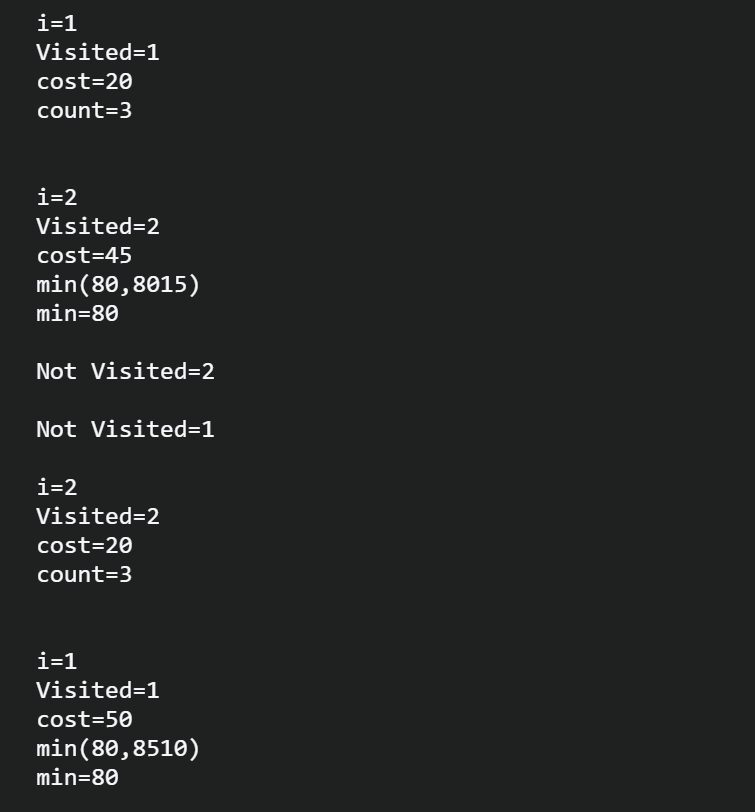 i=1
Visited=1
cost=20
count=3
i=2
Visited=2
cost=45
min(80,8015)
min=80
Not Visited=2
Not Visited=1
i=2
Visited=2
cost=20
count=3
i=1
Visited=1
cost=50
min(80,8510)
min=80